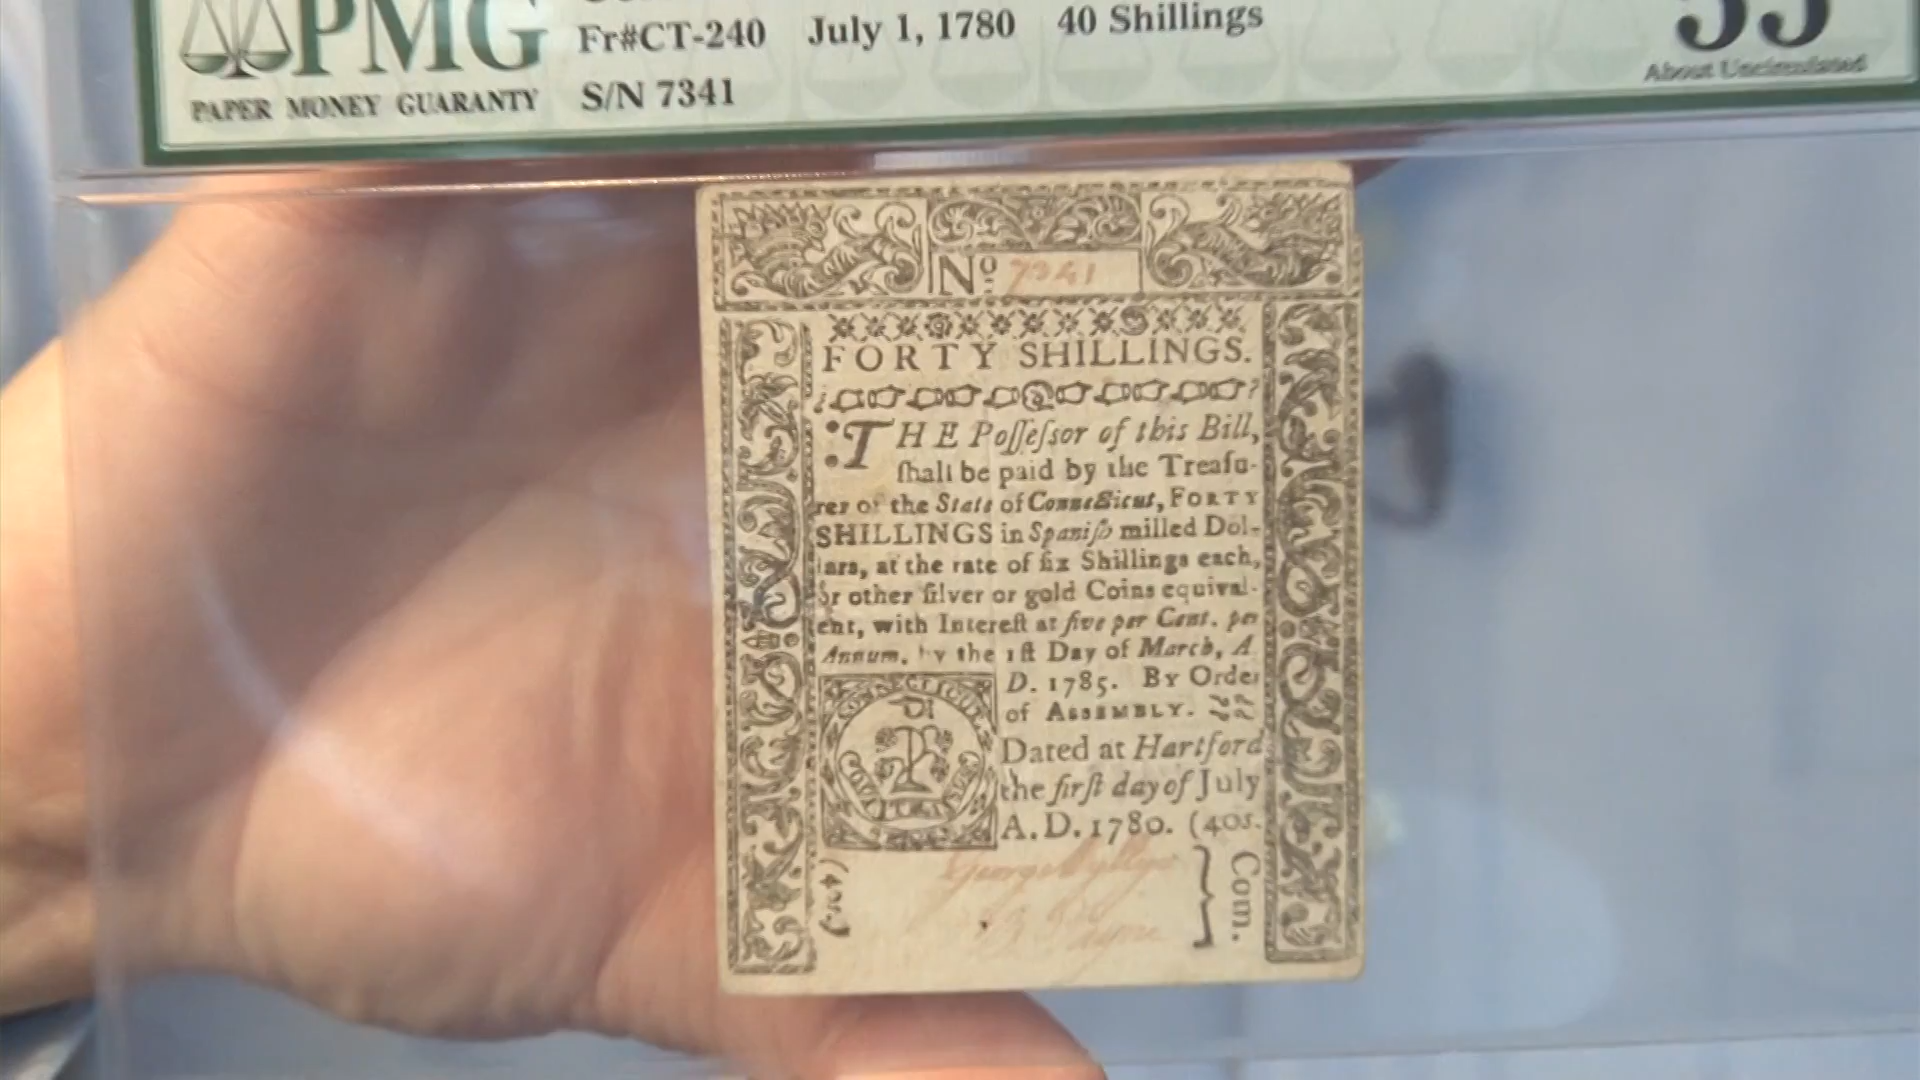 PMG
PAPER MONEY GUARANTY
Fr#CT-240 July 1, 1780 40 Shillings
S/N 7341
About Uncirculated
No 7341
FORTY SHILLINGS.
THE Poſſeſsor of this Bill,
ſhall be paid by the Treaſu-
rer of the State of Connecticut, FORTY
SHILLINGS in Spaniſh milled Dol-
lars, at the rate of ſix Shillings each,
or other ſilver or gold Coins equival-
ent, with Intereſt at five per Cent. per
Annum, by the 1ſt Day of March, A
D. 1785. By Order
of ASSEMBLY.
Dated at Hartford
the firſt day of July
A. D. 1780. (40s.
CONNECTICUT
(40s.)
Com.